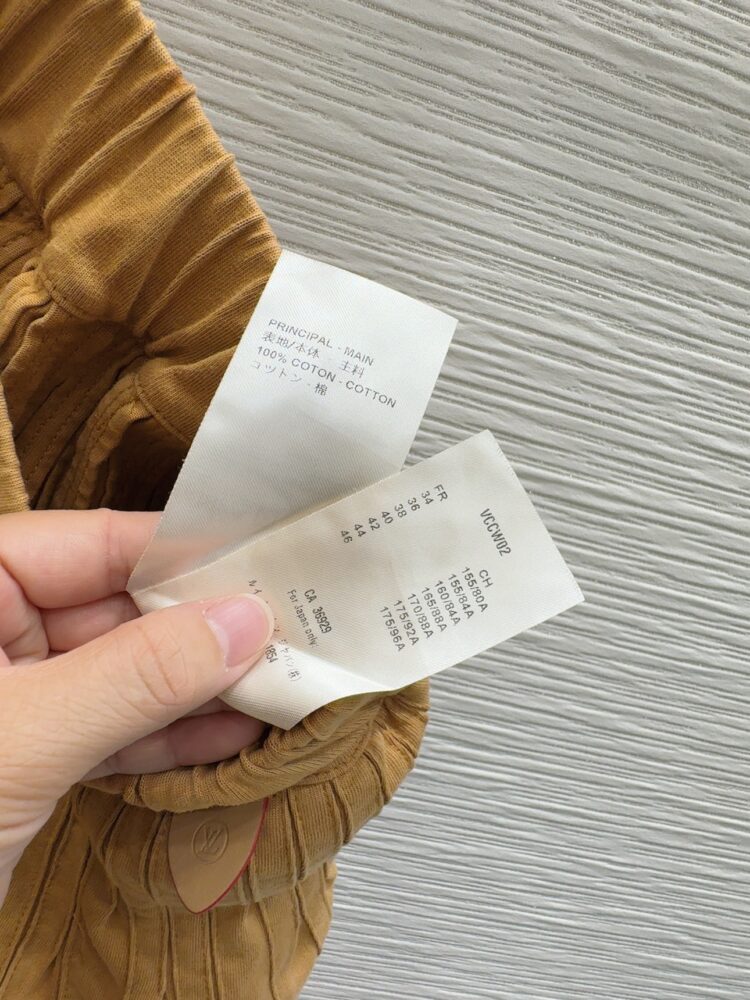 PRINCIPAL - MAIN
表地/本体 - 主料
100% COTON - COTTON
コットン - 棉
VCCW02
FR
34
36
38
40
42
44
46
CH
155/80A
155/84A
160/84A
165/88A
170/88A
175/92A
175/96A
CA 36929
For Japan only